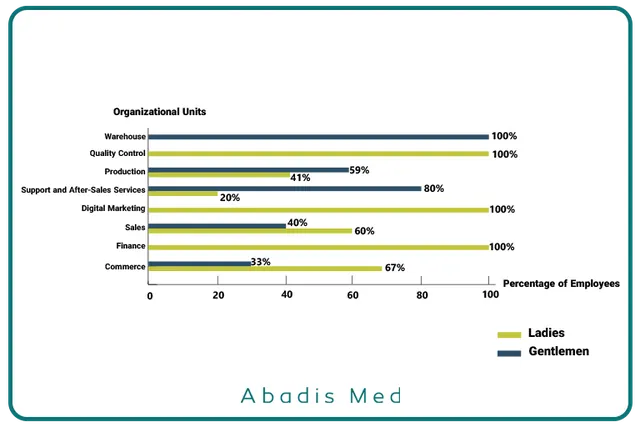 Organizational Units
Warehouse 100%
Quality Control 100%
Production 59%
41%
Support and After-Sales Services 80%
20%
Digital Marketing 100%
Sales 40%
60%
Finance 100%
Commerce 33%
67%
0 20 40 60 80 100 Percentage of Employees
Ladies
Gentlemen
Abadis Med